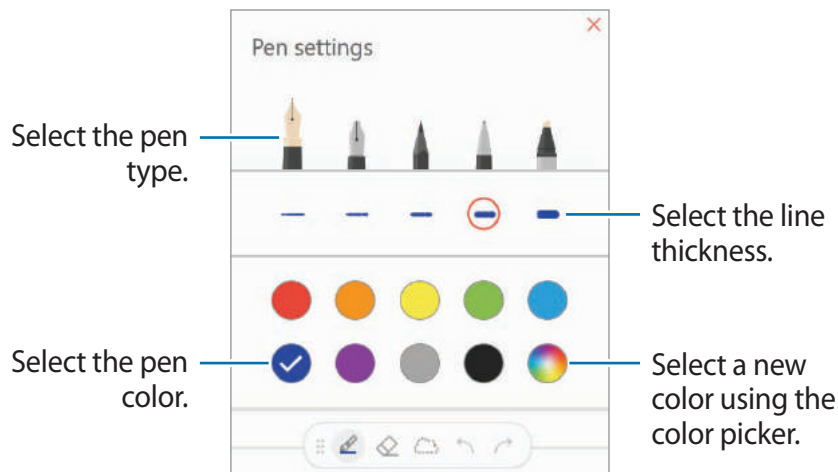 Pen settings
Select the pen
type.
Select the line
thickness.
Select the pen
color.
Select a new
color using the
color picker.